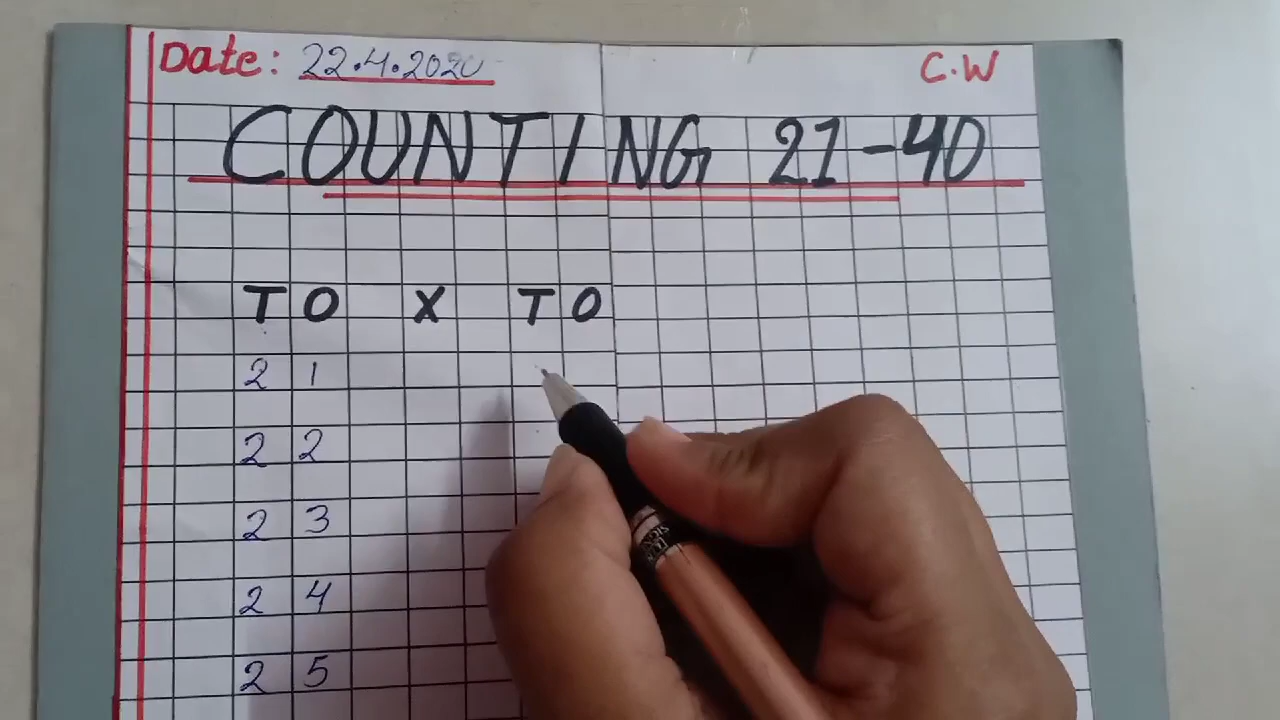 Date: 22.4.2020 C.W
COUNTING 21-40
T O X T O
2 1
2 2
2 3
2 4
2 5